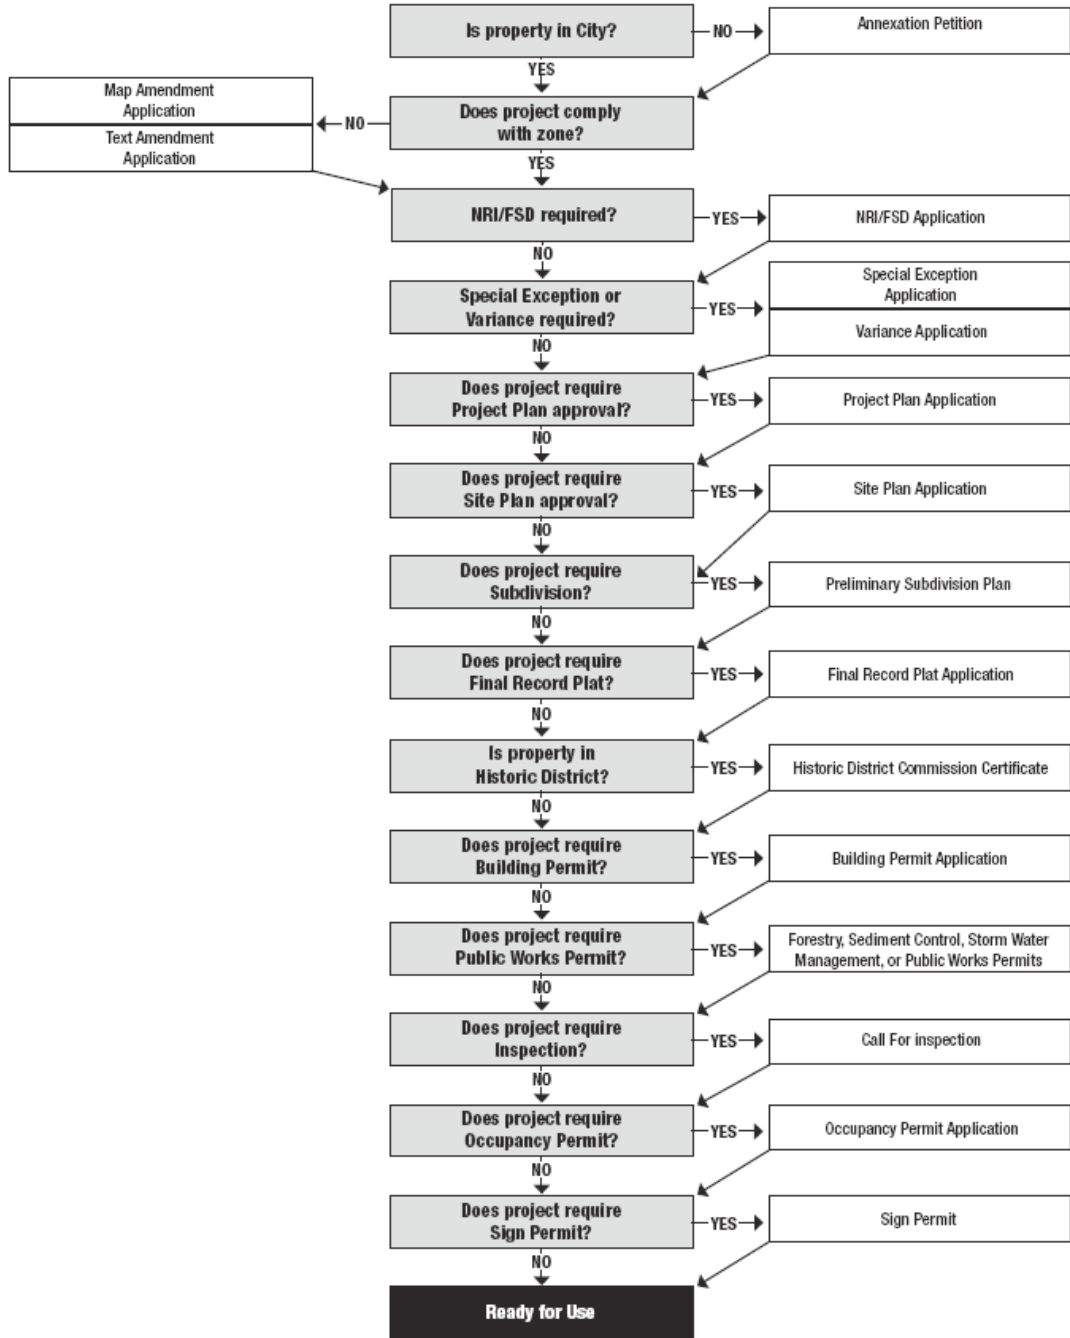 Is property in City?
NO
Annexation Petition
YES
Map Amendment
Application
Does project comply
with zone?
NO
Text Amendment
Application
YES
NRI/FSD required?
YES
NRI/FSD Application
NO
Special Exception or
Variance required?
YES
Special Exception
Application
Variance Application
NO
Does project require
Project Plan approval?
YES
Project Plan Application
NO
Does project require
Site Plan approval?
YES
Site Plan Application
NO
Does project require
Subdivision?
YES
Preliminary Subdivision Plan
NO
Does project require
Final Record Plat?
YES
Final Record Plat Application
NO
Is property in
Historic District?
YES
Historic District Commission Certificate
NO
Does project require
Building Permit?
YES
Building Permit Application
NO
Does project require
Public Works Permit?
YES
Forestry, Sediment Control, Storm Water
Management, or Public Works Permits
NO
Does project require
Inspection?
YES
Call For inspection
NO
Does project require
Occupancy Permit?
YES
Occupancy Permit Application
NO
Does project require
Sign Permit?
YES
Sign Permit
NO
Ready for Use